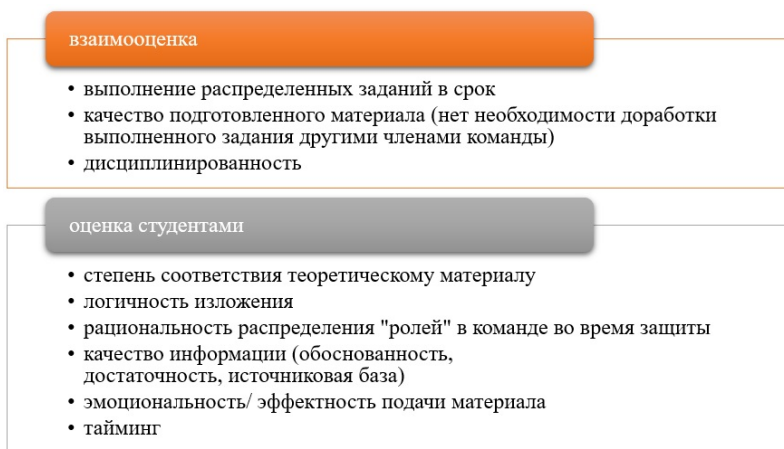 взаимооценка
• выполнение распределенных заданий в срок
• качество подготовленного материала (нет необходимости доработки
выполненного задания другими членами команды)
• дисциплинированность
оценка студентами
• степень соответствия теоретическому материалу
• логичность изложения
• рациональность распределения "ролей" в команде во время защиты
• качество информации (обоснованность,
достаточность, источниковая база)
• эмоциональность/ эффектность подачи материала
• тайминг